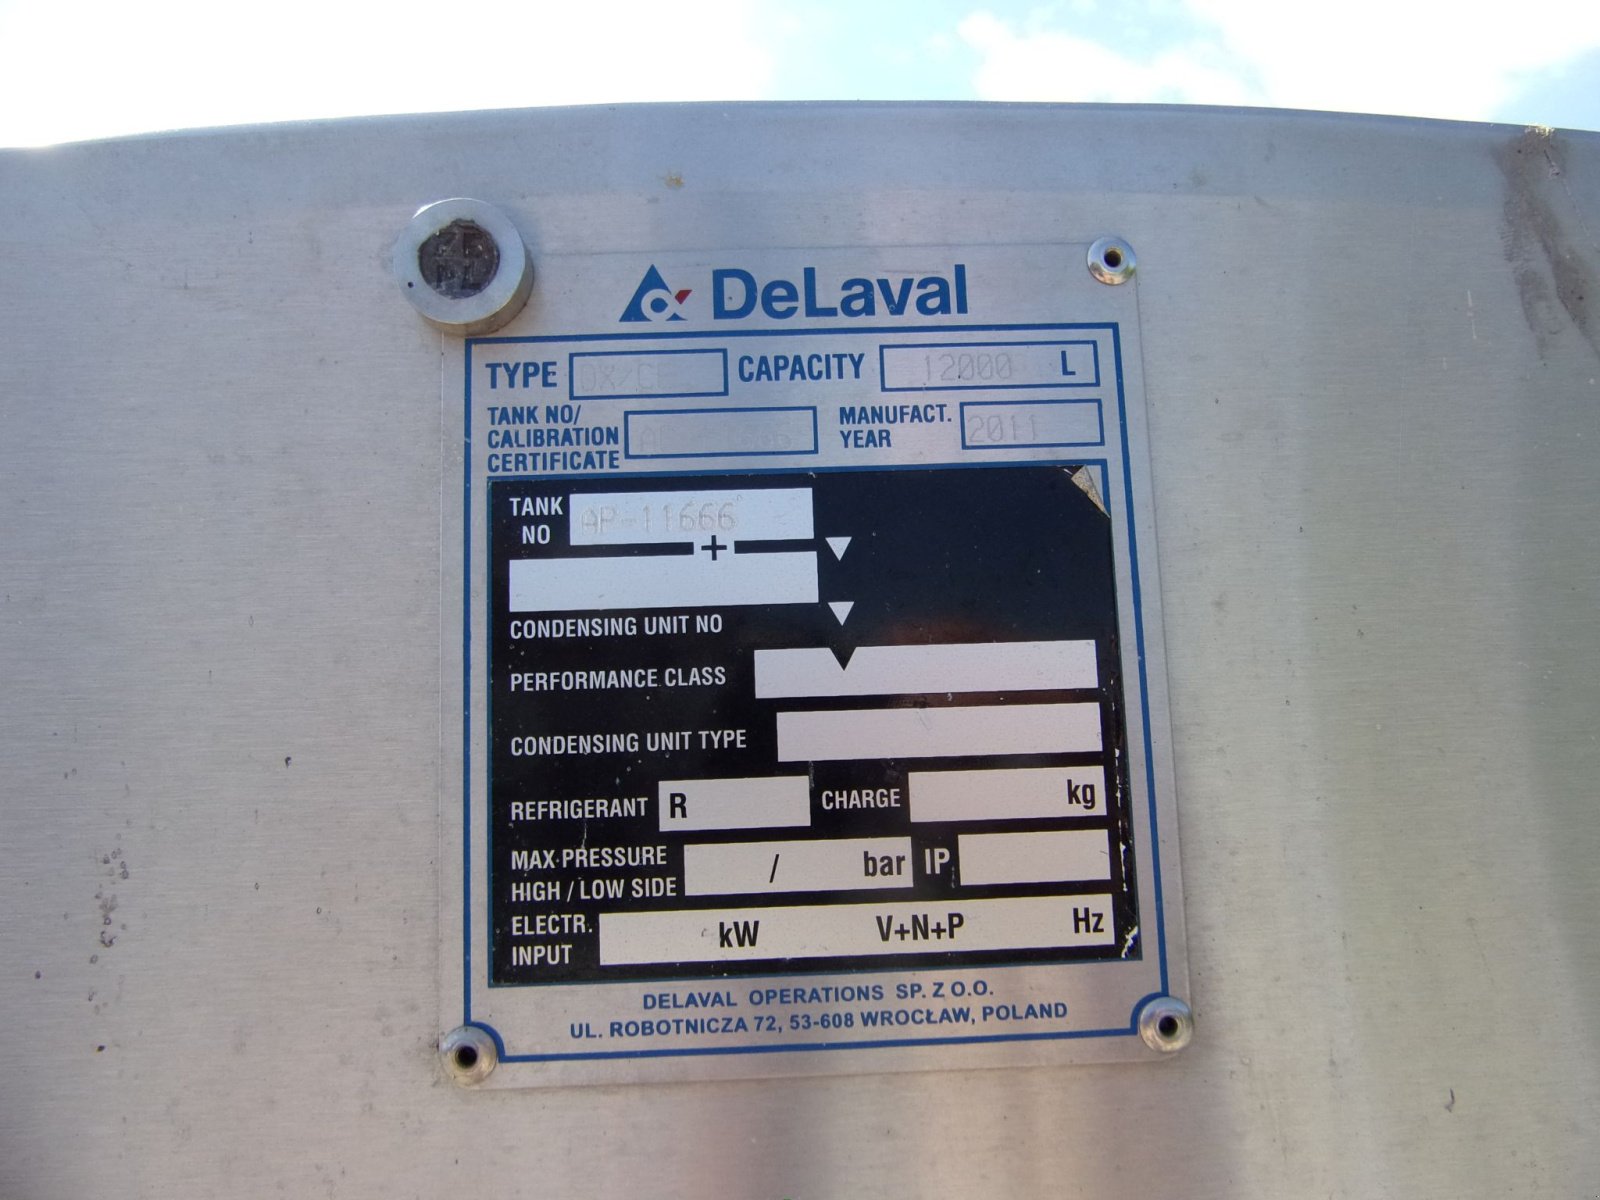 DeLaval
TYPE DX/CE CAPACITY 12000 L
TANK NO/
CALIBRATION
CERTIFICATE
MANUFACT.
YEAR 2011
TANK
NO AP-11666
+
CONDENSING UNIT NO
PERFORMANCE CLASS
CONDENSING UNIT TYPE
REFRIGERANT R CHARGE kg
MAX PRESSURE
HIGH / LOW SIDE / bar IP
ELECTR.
INPUT kW V+N+P Hz
DELAVAL OPERATIONS SP. Z O.O.
UL. ROBOTNICZA 72, 53-608 WROCŁAW, POLAND